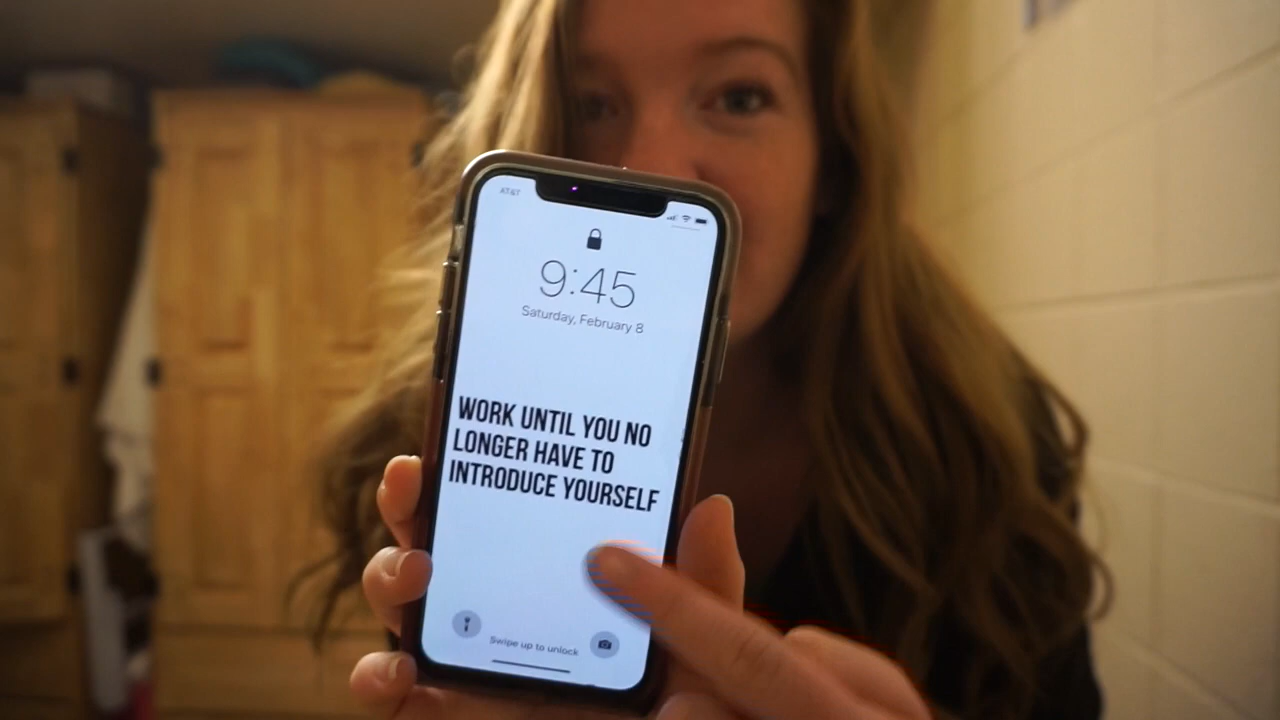 AT&T
9:45
Saturday, February 8
WORK UNTIL YOU NO
LONGER HAVE TO
INTRODUCE YOURSELF
Swipe up to unlock